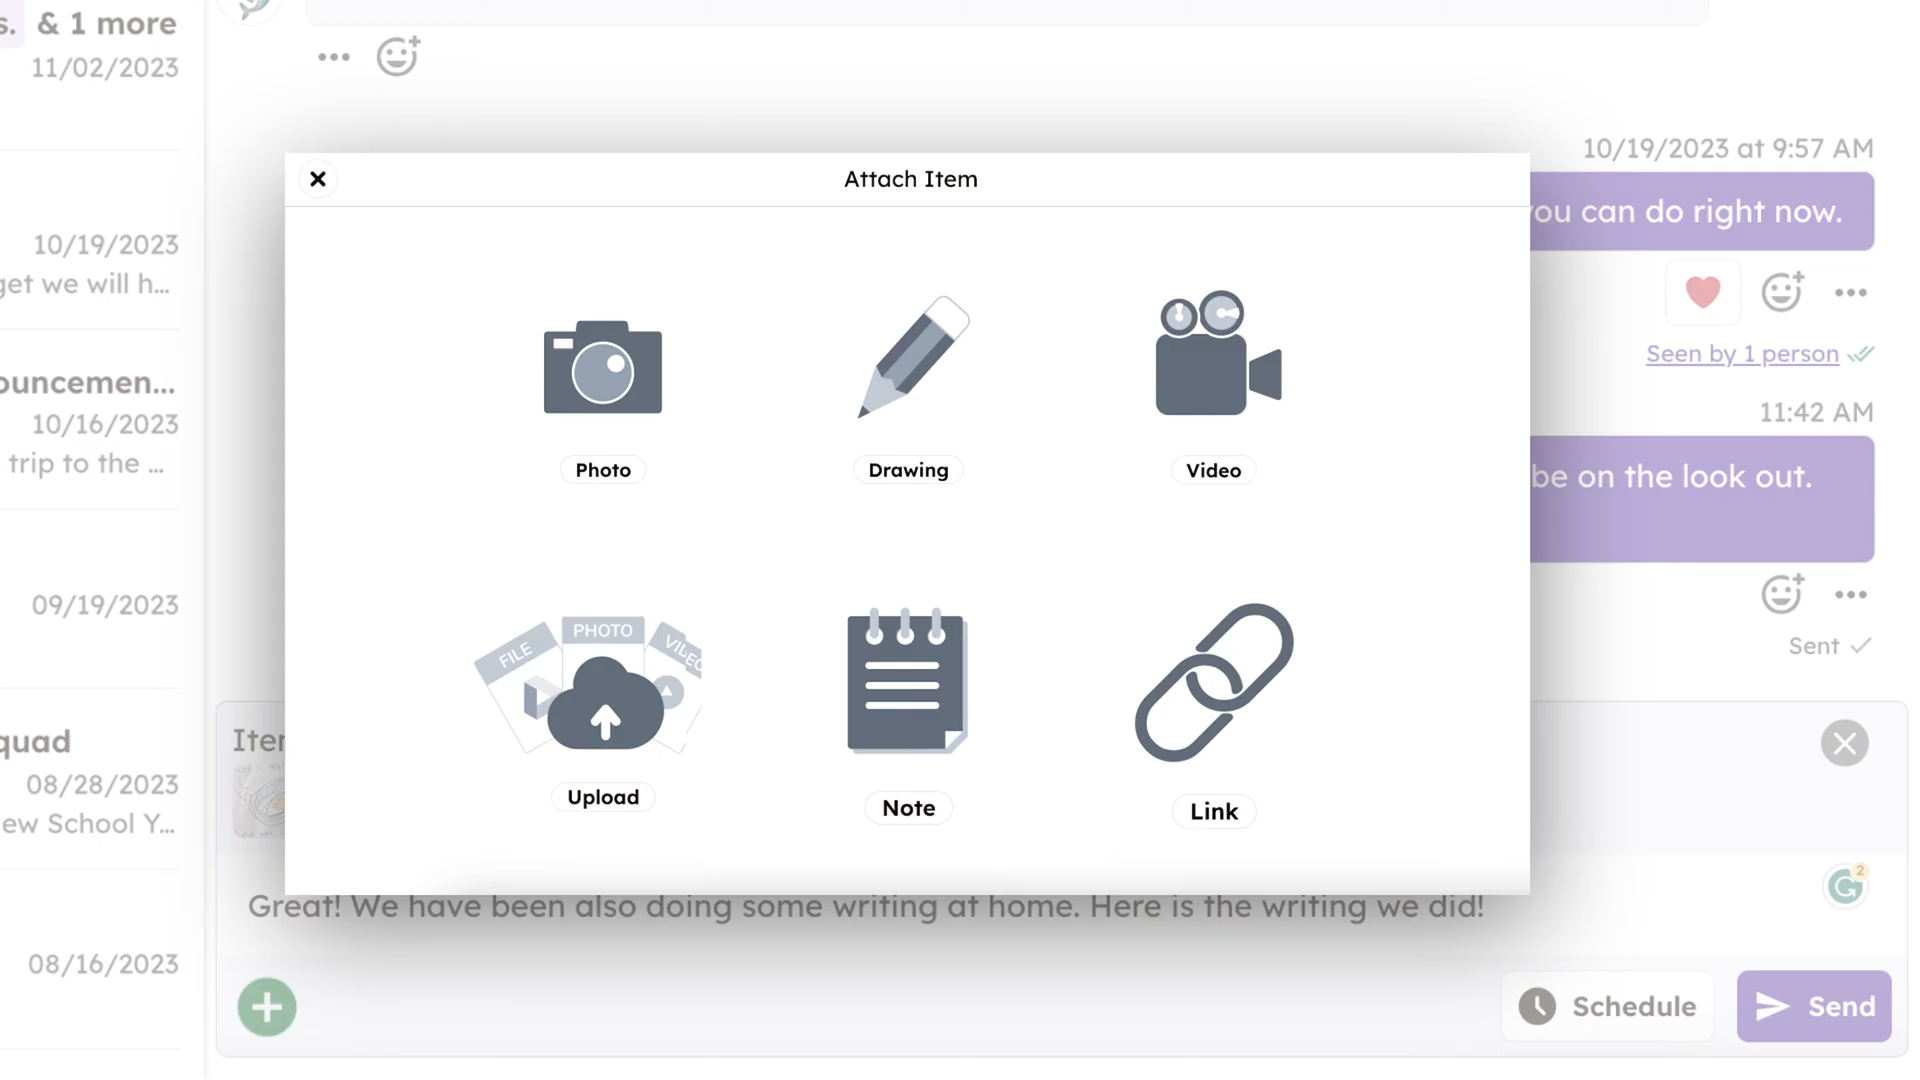 s. & 1 more
11/02/2023
10/19/2023
get we will h...
ouncemen...
10/16/2023
trip to the ...
09/19/2023
quad
08/28/2023
ew School Y...
08/16/2023
10/19/2023 at 9:57 AM
you can do right now.
Seen by 1 person
11:42 AM
be on the look out.
Sent
Attach Item
Photo
Drawing
Video
FILE
PHOTO
VIDEO
Upload
Note
Link
Iter
Great! We have been also doing some writing at home. Here is the writing we did!
2
Schedule
Send